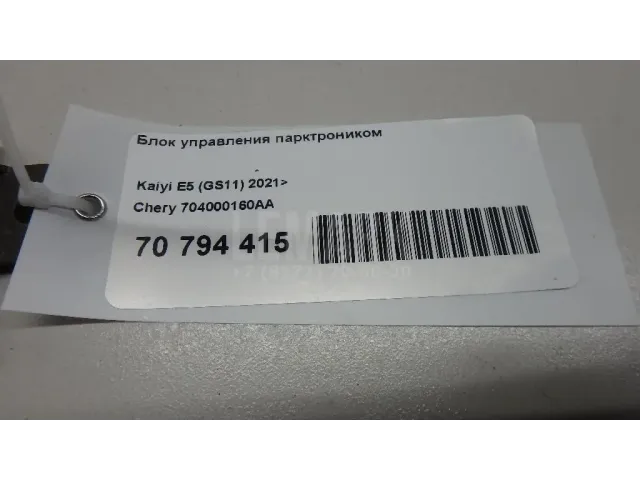 Блок управления парктроником
Kaiyi E5 (GS11) 2021>
Chery 704000160AA
70 794 415